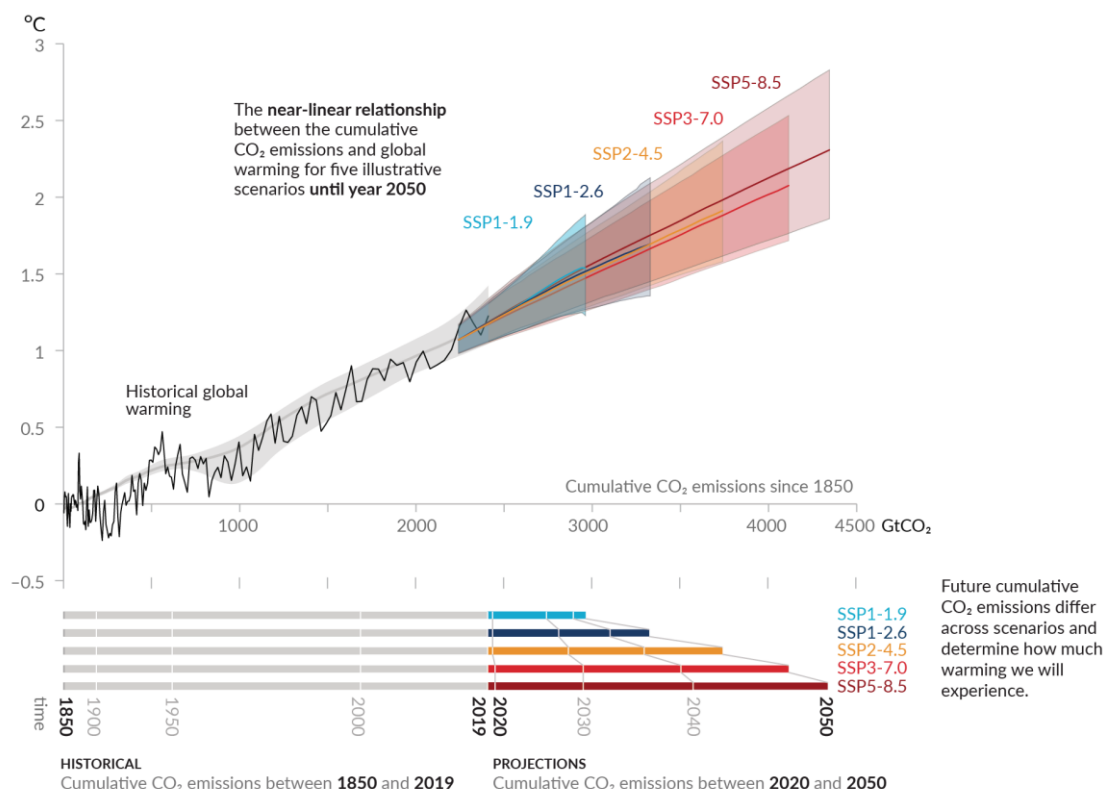 °C
3
2.5
2
1.5
1
0.5
0
−0.5
The near-linear relationship
between the cumulative
CO₂ emissions and global
warming for five illustrative
scenarios until year 2050
SSP5-8.5
SSP3-7.0
SSP2-4.5
SSP1-2.6
SSP1-1.9
Historical global
warming
Cumulative CO₂ emissions since 1850
1000
2000
3000
4000
4500
GtCO₂
SSP1-1.9
SSP1-2.6
SSP2-4.5
SSP3-7.0
SSP5-8.5
Future cumulative
CO₂ emissions differ
across scenarios and
determine how much
warming we will
experience.
time
1850
1900
1950
2000
2019
2020
2030
2040
2050
HISTORICAL
Cumulative CO₂ emissions between 1850 and 2019
PROJECTIONS
Cumulative CO₂ emissions between 2020 and 2050